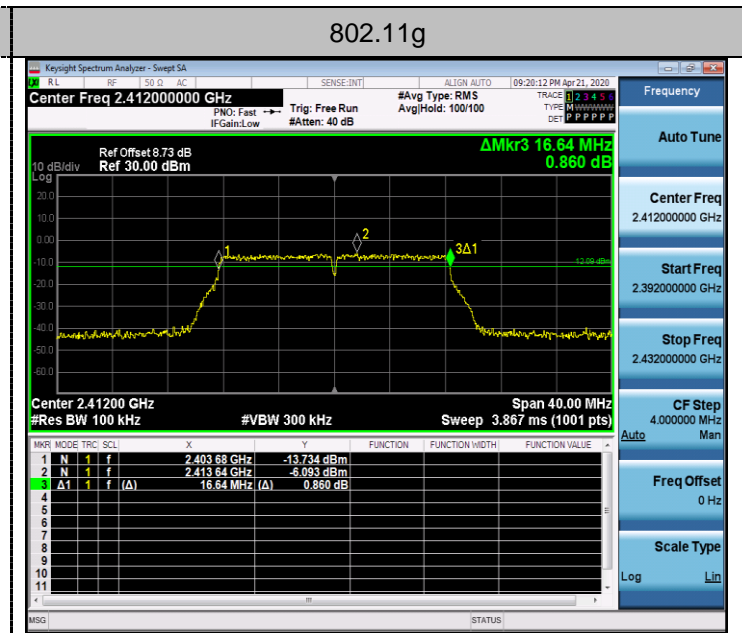 802.11g
Keysight Spectrum Analyzer - Swept SA
RL RF 50 Ω AC SENSE:INT ALIGN AUTO 09:20:12 PM Apr 21, 2020
Center Freq 2.412000000 GHz
PNO: Fast
IFGain:Low
Trig: Free Run
#Atten: 40 dB
#Avg Type: RMS
Avg|Hold: 100/100
TRACE 1 2 3 4 5 6
TYPE M W W W W W
DET P P P P P P
Frequency
Auto Tune
Center Freq
2.412000000 GHz
Start Freq
2.392000000 GHz
Stop Freq
2.432000000 GHz
CF Step
4.000000 MHz
Auto Man
Freq Offset
0 Hz
Scale Type
Log Lin
Ref Offset 8.73 dB
10 dB/div Ref 30.00 dBm
Log
ΔMkr3 16.64 MHz
0.860 dB
20.0
10.0
0.00
-10.0
-20.0
-30.0
-40.0
-50.0
-60.0
1
2
3Δ1
-12.09 dBm
Center 2.41200 GHz Span 40.00 MHz
#Res BW 100 kHz #VBW 300 kHz Sweep 3.867 ms (1001 pts)
MKR MODE TRC SCL X Y FUNCTION FUNCTION WIDTH FUNCTION VALUE
1 N 1 f 2.403 68 GHz -13.734 dBm
2 N 1 f 2.413 64 GHz -6.093 dBm
3 Δ1 1 f (Δ) 16.64 MHz (Δ) 0.860 dB
4
5
6
7
8
9
10
11
MSG STATUS